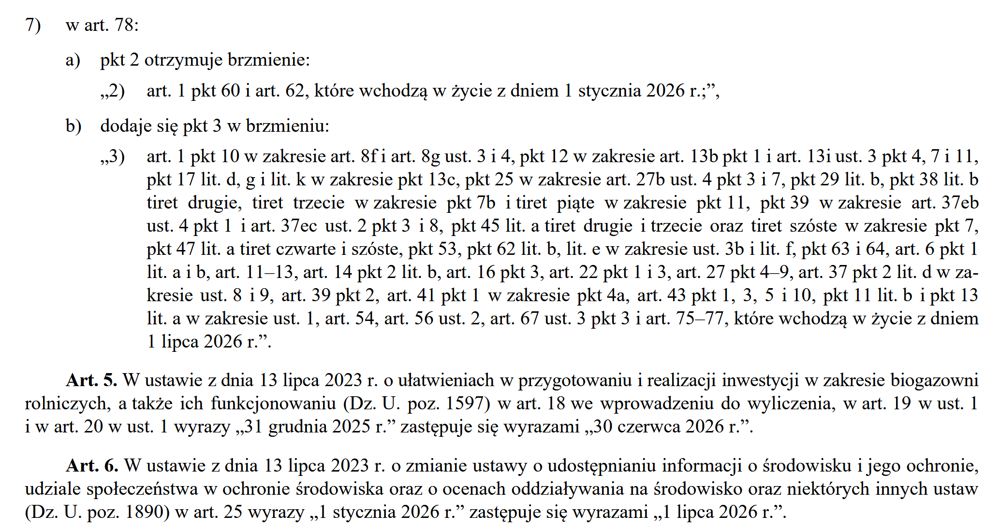 7) w art. 78:
a) pkt 2 otrzymuje brzmienie:
„2) art. 1 pkt 60 i art. 62, które wchodzą w życie z dniem 1 stycznia 2026 r.;”,
b) dodaje się pkt 3 w brzmieniu:
„3) art. 1 pkt 10 w zakresie art. 8f i art. 8g ust. 3 i 4, pkt 12 w zakresie art. 13b pkt 1 i art. 13i ust. 3 pkt 4, 7 i 11,
pkt 17 lit. d, g i lit. k w zakresie pkt 13c, pkt 25 w zakresie art. 27b ust. 4 pkt 3 i 7, pkt 29 lit. b, pkt 38 lit. b
tiret drugie, tiret trzecie w zakresie pkt 7b i tiret piąte w zakresie pkt 11, pkt 39 w zakresie art. 37eb
ust. 4 pkt 1 i art. 37ec ust. 2 pkt 3 i 8, pkt 45 lit. a tiret drugie i trzecie oraz tiret szóste w zakresie pkt 7,
pkt 47 lit. a tiret czwarte i szóste, pkt 53, pkt 62 lit. b, lit. e w zakresie ust. 3b i lit. f, pkt 63 i 64, art. 6 pkt 1
lit. a i b, art. 11–13, art. 14 pkt 2 lit. b, art. 16 pkt 3, art. 22 pkt 1 i 3, art. 27 pkt 4–9, art. 37 pkt 2 lit. d w za-
kresie ust. 8 i 9, art. 39 pkt 2, art. 41 pkt 1 w zakresie pkt 4a, art. 43 pkt 1, 3, 5 i 10, pkt 11 lit. b i pkt 13
lit. a w zakresie ust. 1, art. 54, art. 56 ust. 2, art. 67 ust. 3 pkt 3 i art. 75–77, które wchodzą w życie z dniem
1 lipca 2026 r.”.
Art. 5. W ustawie z dnia 13 lipca 2023 r. o ułatwieniach w przygotowaniu i realizacji inwestycji w zakresie biogazowni
rolniczych, a także ich funkcjonowaniu (Dz. U. poz. 1597) w art. 18 we wprowadzeniu do wyliczenia, w art. 19 w ust. 1
i w art. 20 w ust. 1 wyrazy „31 grudnia 2025 r.” zastępuje się wyrazami „30 czerwca 2026 r.”.
Art. 6. W ustawie z dnia 13 lipca 2023 r. o zmianie ustawy o udostępnianiu informacji o środowisku i jego ochronie,
udziale społeczeństwa w ochronie środowiska oraz o ocenach oddziaływania na środowisko oraz niektórych innych ustaw
(Dz. U. poz. 1890) w art. 25 wyrazy „1 stycznia 2026 r.” zastępuje się wyrazami „1 lipca 2026 r.”.